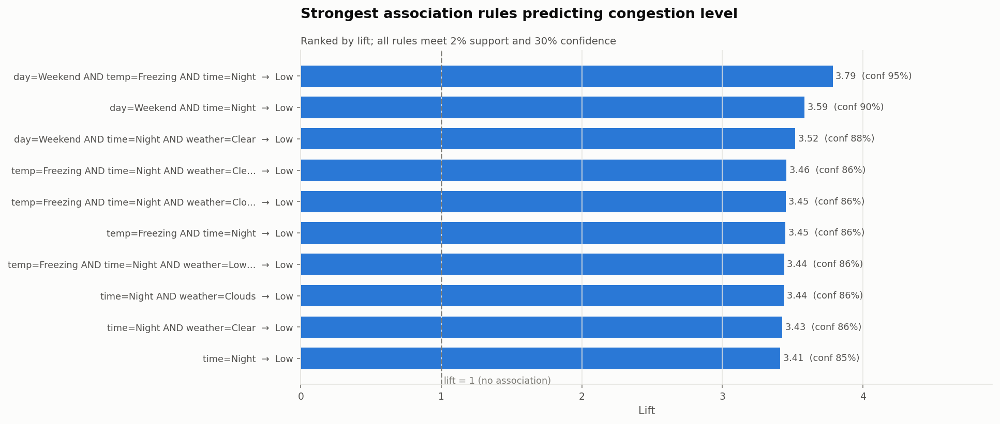 Strongest association rules predicting congestion level
Ranked by lift; all rules meet 2% support and 30% confidence
day=Weekend AND temp=Freezing AND time=Night → Low 3.79 (conf 95%)
day=Weekend AND time=Night → Low 3.59 (conf 90%)
day=Weekend AND time=Night AND weather=Clear → Low 3.52 (conf 88%)
temp=Freezing AND time=Night AND weather=Cle… → Low 3.46 (conf 86%)
temp=Freezing AND time=Night AND weather=Clo… → Low 3.45 (conf 86%)
temp=Freezing AND time=Night → Low 3.45 (conf 86%)
temp=Freezing AND time=Night AND weather=Low… → Low 3.44 (conf 86%)
time=Night AND weather=Clouds → Low 3.44 (conf 86%)
time=Night AND weather=Clear → Low 3.43 (conf 86%)
time=Night → Low 3.41 (conf 85%)
lift = 1 (no association)
0 1 2 3 4
Lift